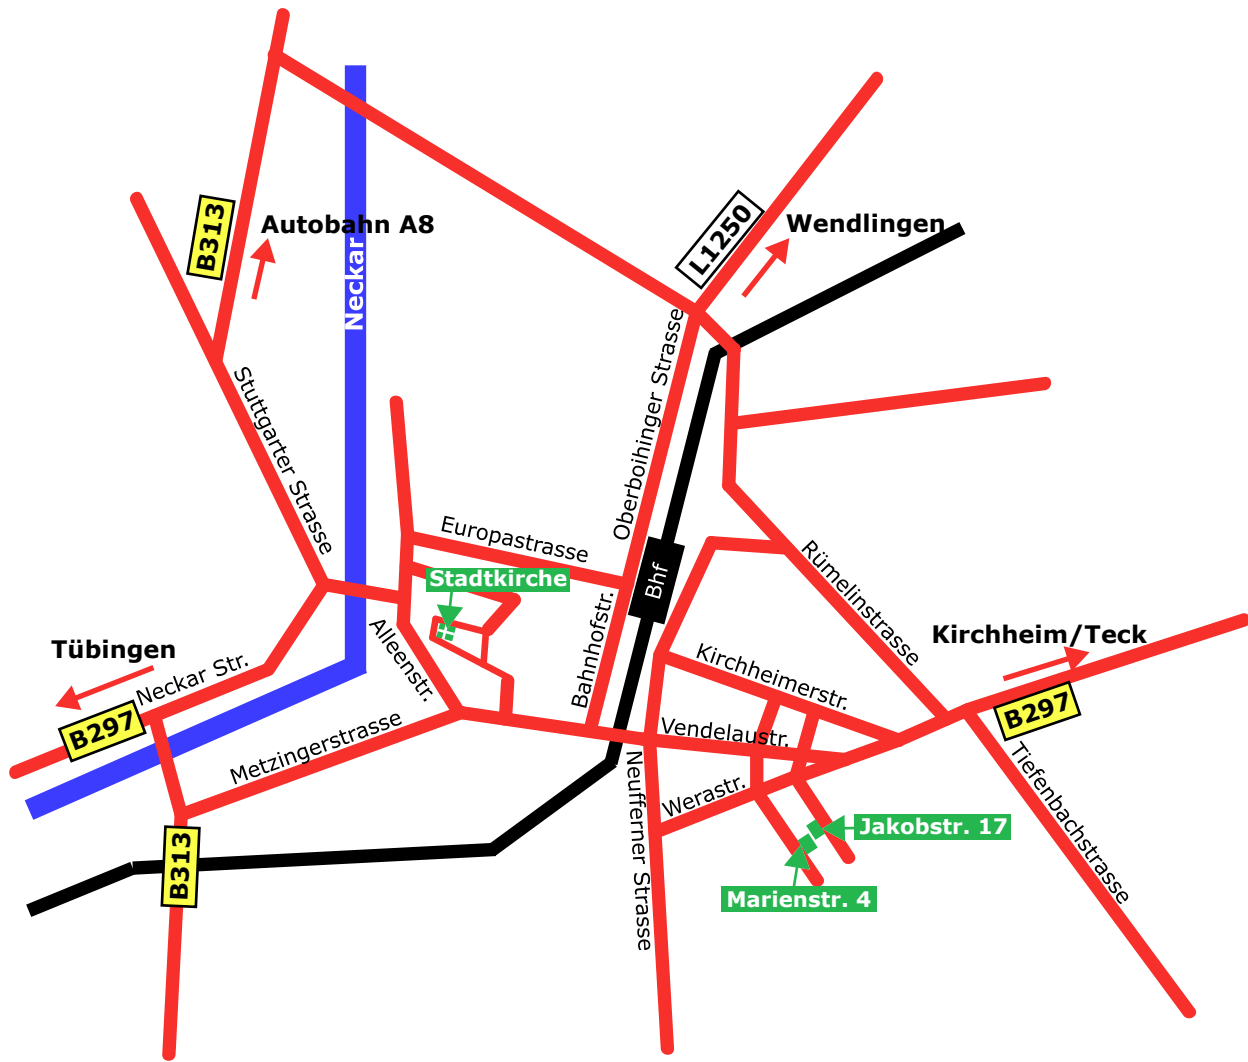 B313
Autobahn A8
Neckar
L1250
Wendlingen
Stuttgarter Strasse
Oberboihinger Strasse
Europastrasse
Stadtkirche
Bhf
Rümelinstrasse
Bahnhofstr.
Alleenstr.
Tübingen
Neckar Str.
B297
Kirchheim/Teck
B297
Kirchheimerstr.
Vendelaustr.
Metzingerstrasse
Werastr.
Neufferner Strasse
Tiefenbachstrasse
B313
Jakobstr. 17
Marienstr. 4